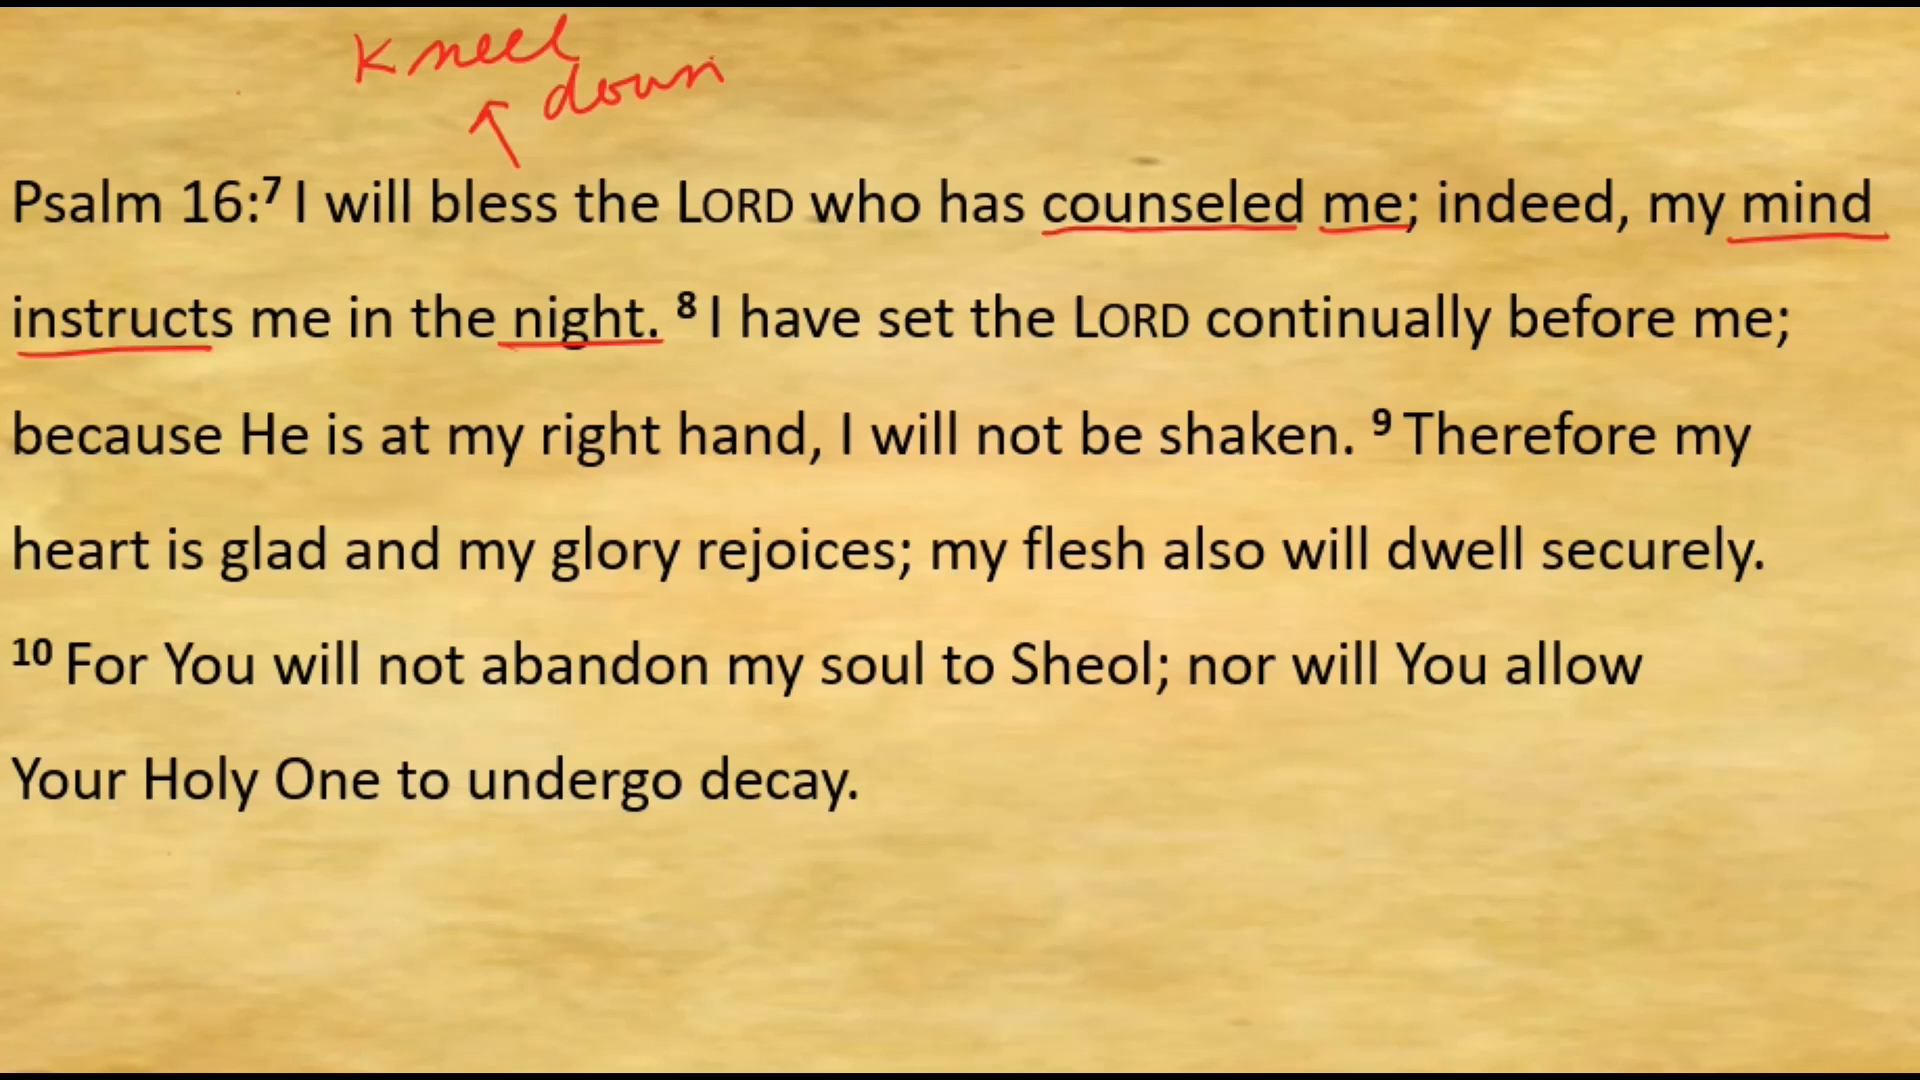 Kneel
down
Psalm 16:⁷ I will bless the LORD who has counseled me; indeed, my mind
instructs me in the night. ⁸ I have set the LORD continually before me;
because He is at my right hand, I will not be shaken. ⁹ Therefore my
heart is glad and my glory rejoices; my flesh also will dwell securely.
¹⁰ For You will not abandon my soul to Sheol; nor will You allow
Your Holy One to undergo decay.